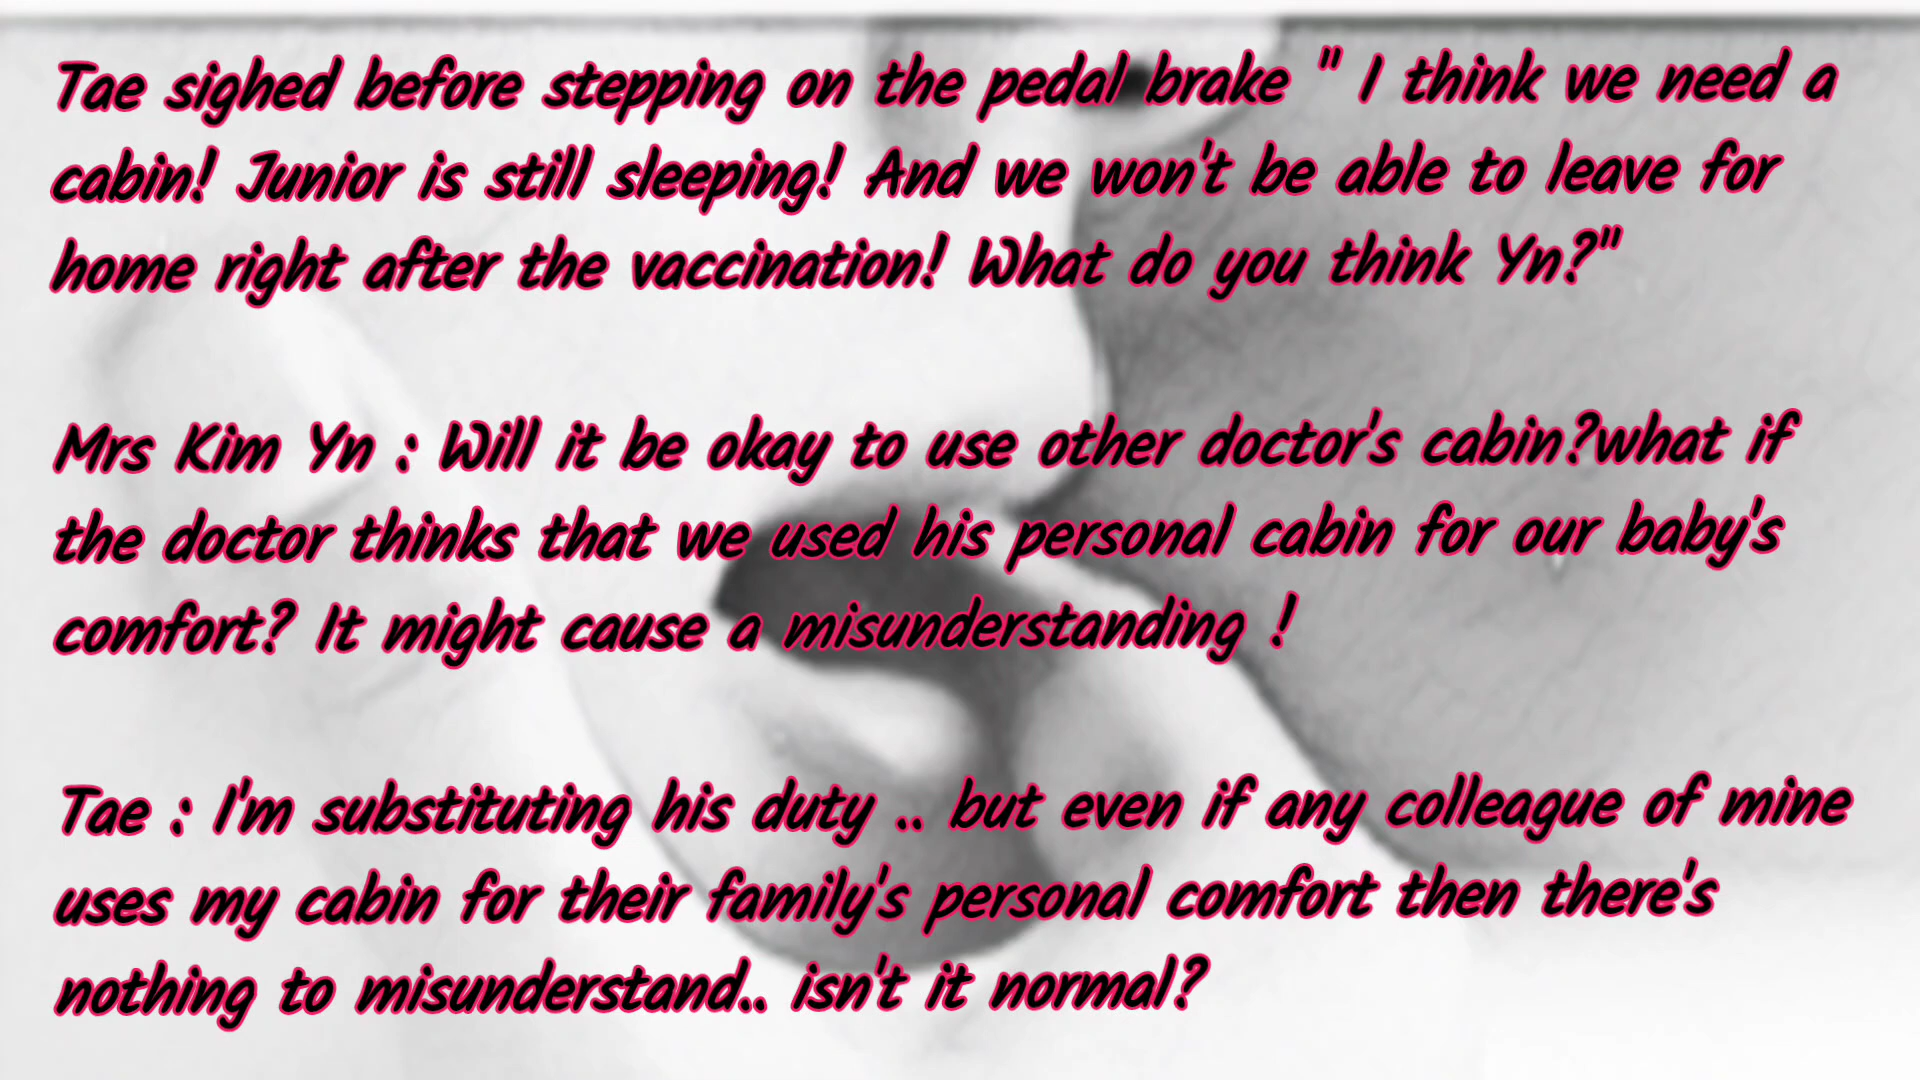 Tae sighed before stepping on the pedal brake " I think we need a
cabin! Junior is still sleeping! And we won't be able to leave for
home right after the vaccination! What do you think Yn?"
Mrs Kim Yn : Will it be okay to use other doctor's cabin?what if
the doctor thinks that we used his personal cabin for our baby's
comfort? It might cause a misunderstanding !
Tae : I'm substituting his duty .. but even if any colleague of mine
uses my cabin for their family's personal comfort then there's
nothing to misunderstand.. isn't it normal?